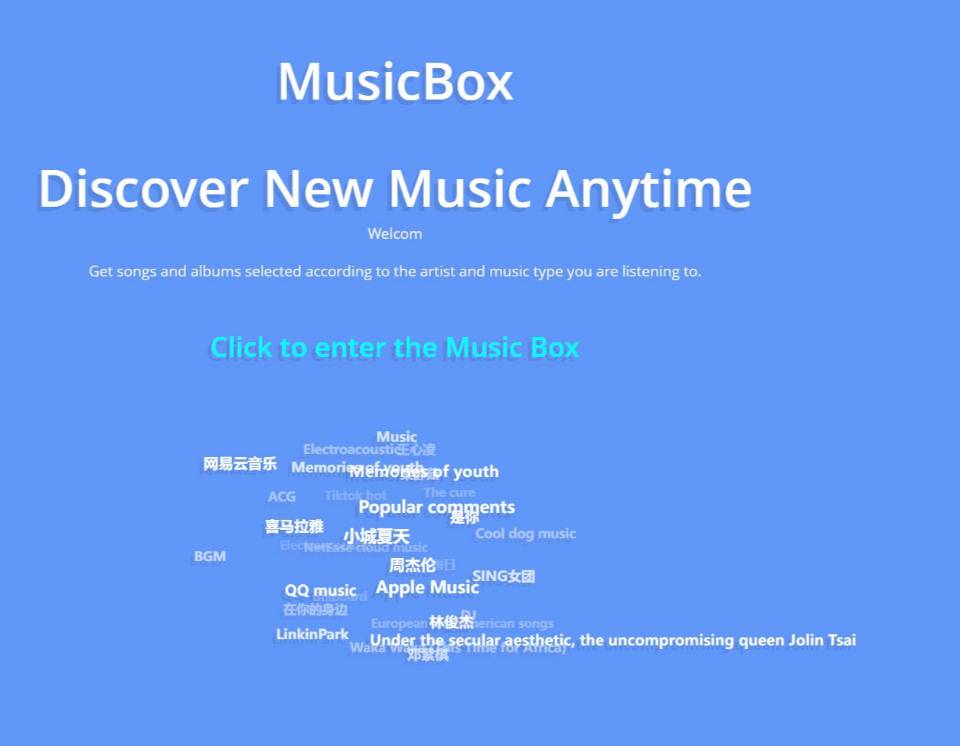 MusicBox
Discover New Music Anytime
Welcom
Get songs and albums selected according to the artist and music type you are listening to.
Click to enter the Music Box
Music
Electroacoustic
王心凌
网易云音乐
Memories of youth
Memories of youth
ACG
Tiktok hot
The cure
Popular comments
是你
喜马拉雅
小城夏天
Cool dog music
NetEase cloud music
BGM
周杰伦
SING女团
QQ music
Apple Music
Billboard
在你的身边
DJ
林俊杰
European and American songs
LinkinPark
Under the secular aesthetic, the uncompromising queen Jolin Tsai
Waka Waka (This Time for Africa)
邓紫棋